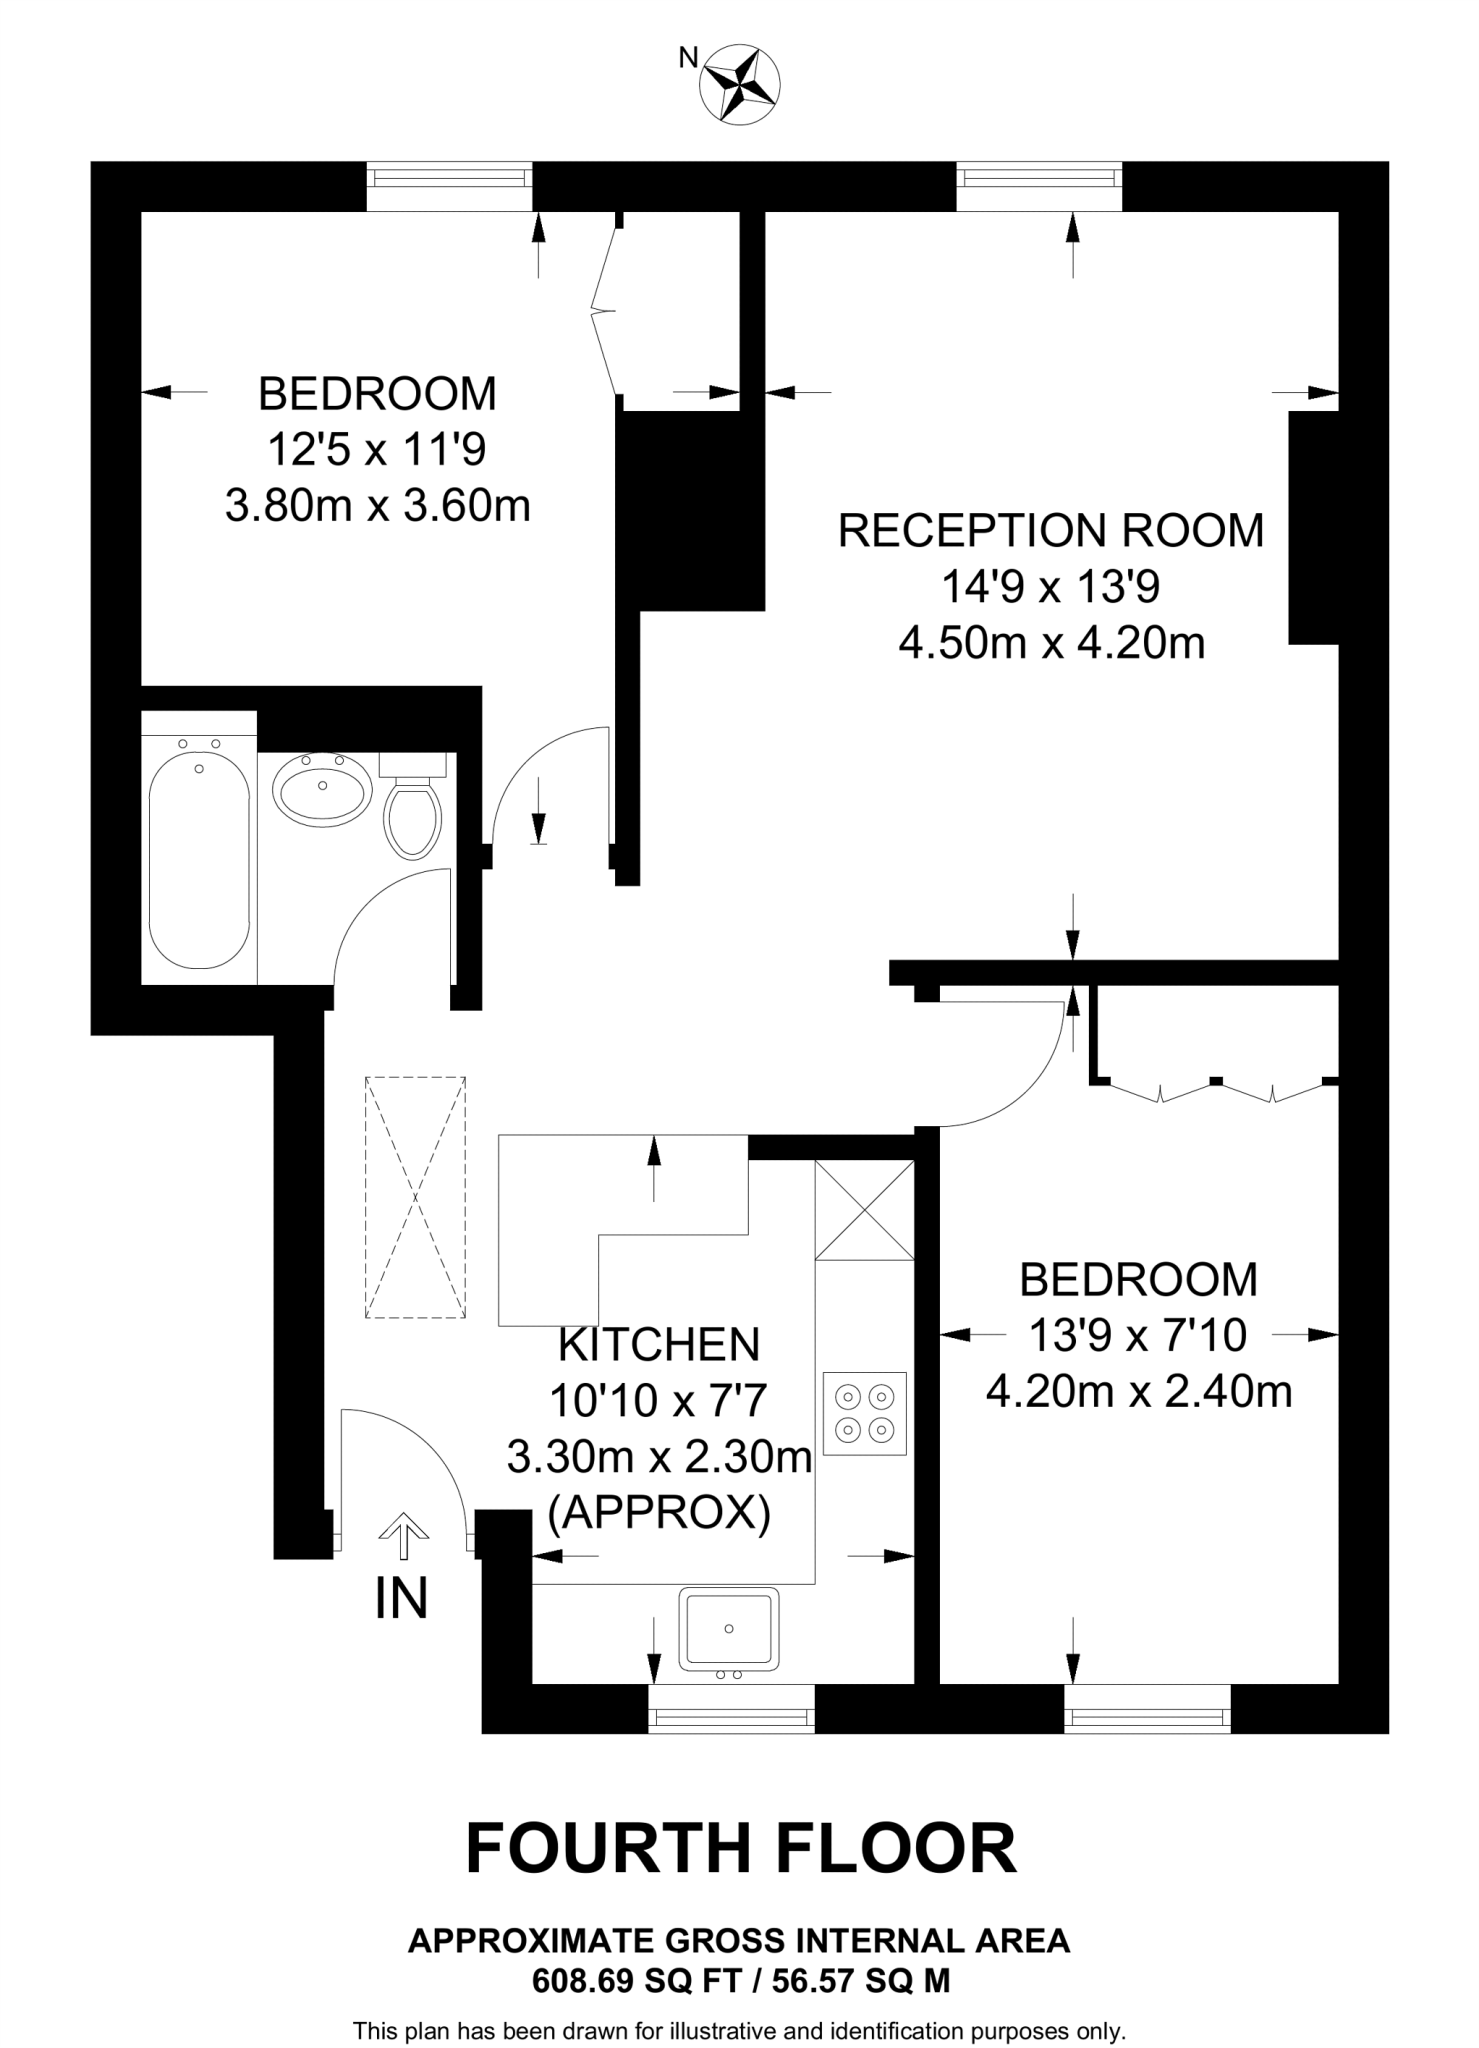 N
BEDROOM
12'5 x 11'9
3.80m x 3.60m
RECEPTION ROOM
14'9 x 13'9
4.50m x 4.20m
BEDROOM
13'9 x 7'10
4.20m x 2.40m
KITCHEN
10'10 x 7'7
3.30m x 2.30m
(APPROX)
IN
FOURTH FLOOR
APPROXIMATE GROSS INTERNAL AREA
608.69 SQ FT / 56.57 SQ M
This plan has been drawn for illustrative and identification purposes only.